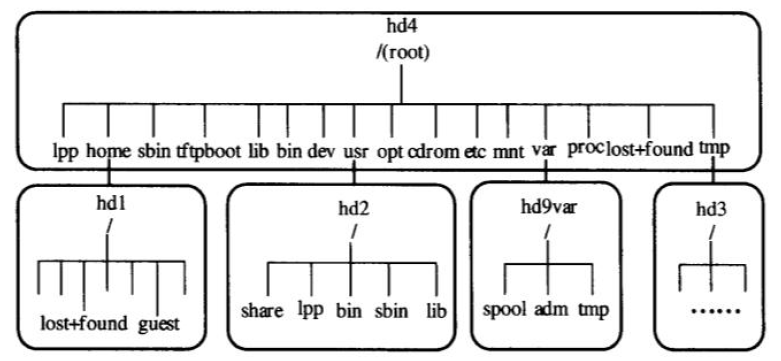 hd4
/(root)
lpp home sbin tftpboot lib bin dev usr opt cdrom etc mnt var proc lost+found tmp
hd1
/
lost+found guest
hd2
/
share lpp bin sbin lib
hd9var
/
spool adm tmp
hd3
/
……